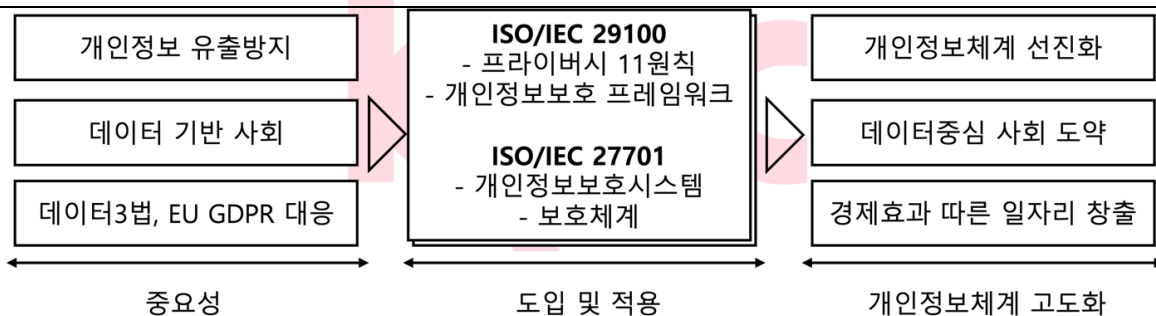 개인정보 유출방지
데이터 기반 사회
데이터3법, EU GDPR 대응
중요성
ISO/IEC 29100
- 프라이버시 11원칙
- 개인정보보호 프레임워크
ISO/IEC 27701
- 개인정보보호시스템
- 보호체계
도입 및 적용
개인정보체계 선진화
데이터중심 사회 도약
경제효과 따른 일자리 창출
개인정보체계 고도화